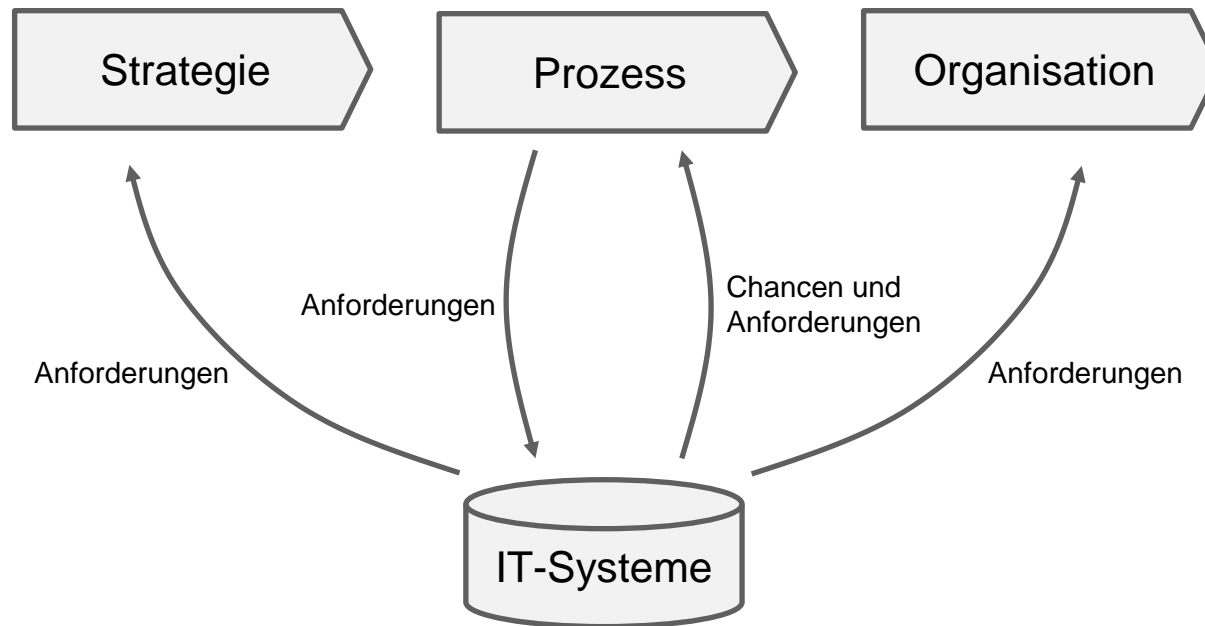 Strategie
Prozess
Organisation
Anforderungen
Chancen und
Anforderungen
Anforderungen
Anforderungen
IT-Systeme